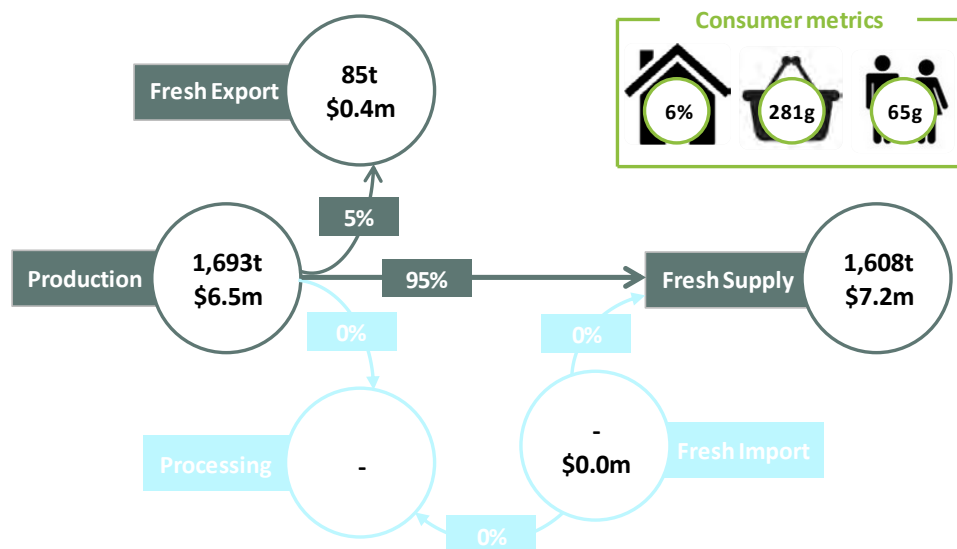 Consumer metrics
6%
281g
65g
Fresh Export
85t
$0.4m
5%
Production
1,693t
$6.5m
95%
Fresh Supply
1,608t
$7.2m
0%
0%
Processing
-
-
$0.0m
Fresh Import
0%